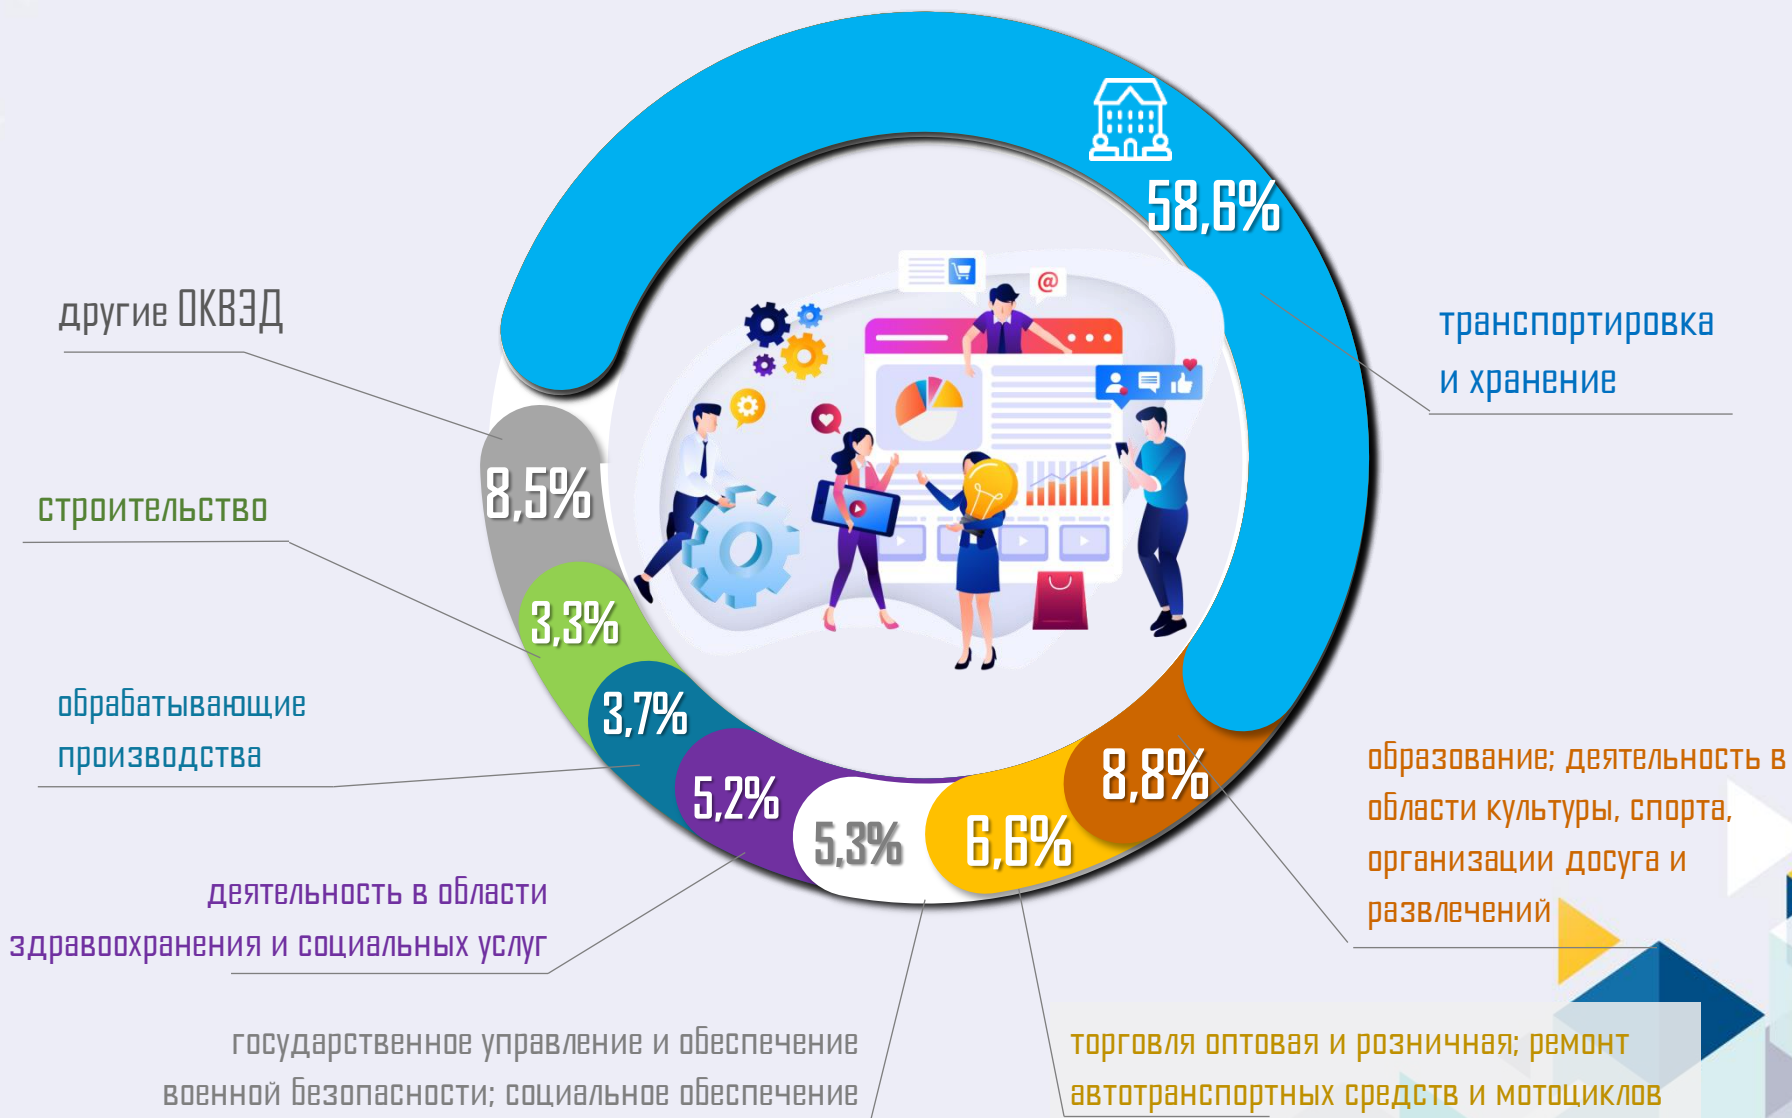 58,6%
транспортировка
и хранение
другие ОКВЭД
8,5%
строительство
3,3%
обрабатывающие
производства
3,7%
5,2%
деятельность в области
здравоохранения и социальных услуг
5,3%
государственное управление и обеспечение
военной безопасности; социальное обеспечение
6,6%
торговля оптовая и розничная; ремонт
автотранспортных средств и мотоциклов
8,8%
образование; деятельность в
области культуры, спорта,
организации досуга и
развлечений
@